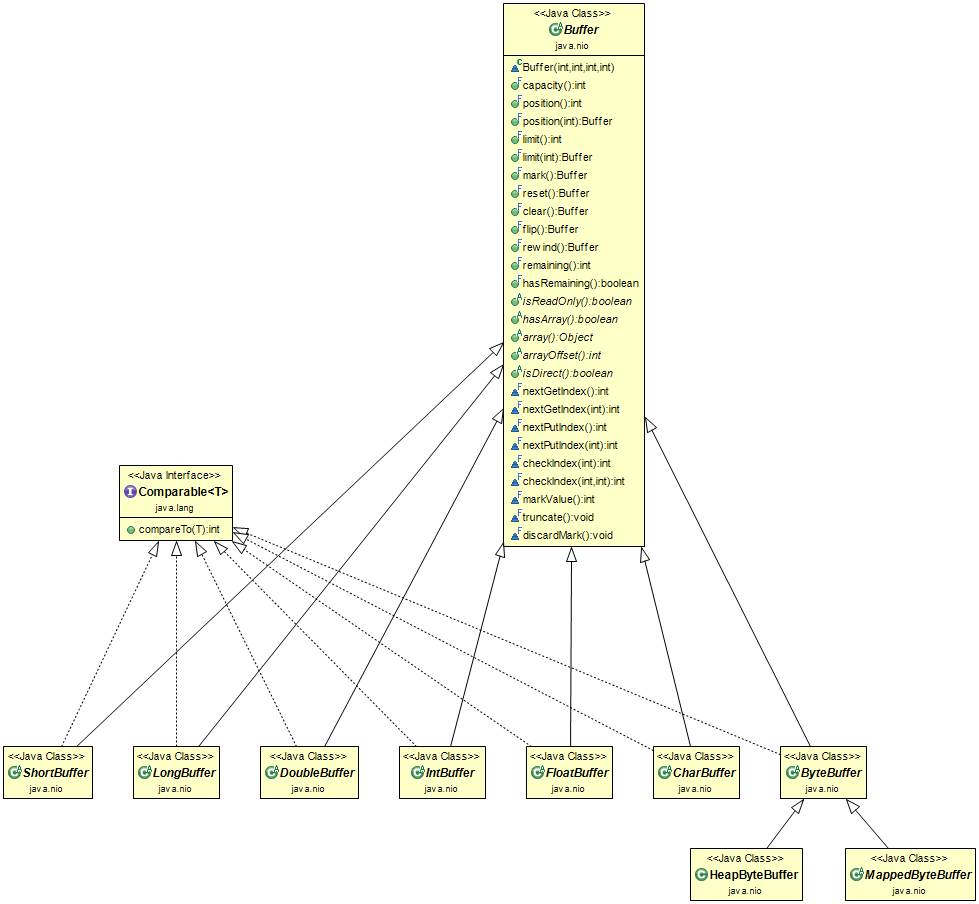 <<Java Class>>
Buffer
java.nio
Buffer(int,int,int,int)
capacity():int
position():int
position(int):Buffer
limit():int
limit(int):Buffer
mark():Buffer
reset():Buffer
clear():Buffer
flip():Buffer
rewind():Buffer
remaining():int
hasRemaining():boolean
isReadOnly():boolean
hasArray():boolean
array():Object
arrayOffset():int
isDirect():boolean
nextGetIndex():int
nextGetIndex(int):int
nextPutIndex():int
nextPutIndex(int):int
checkIndex(int):int
checkIndex(int,int):int
markValue():int
truncate():void
discardMark():void
<<Java Interface>>
Comparable<T>
java.lang
compareTo(T):int
<<Java Class>>
ShortBuffer
java.nio
<<Java Class>>
LongBuffer
java.nio
<<Java Class>>
DoubleBuffer
java.nio
<<Java Class>>
IntBuffer
java.nio
<<Java Class>>
FloatBuffer
java.nio
<<Java Class>>
CharBuffer
java.nio
<<Java Class>>
ByteBuffer
java.nio
<<Java Class>>
HeapByteBuffer
java.nio
<<Java Class>>
MappedByteBuffer
java.nio